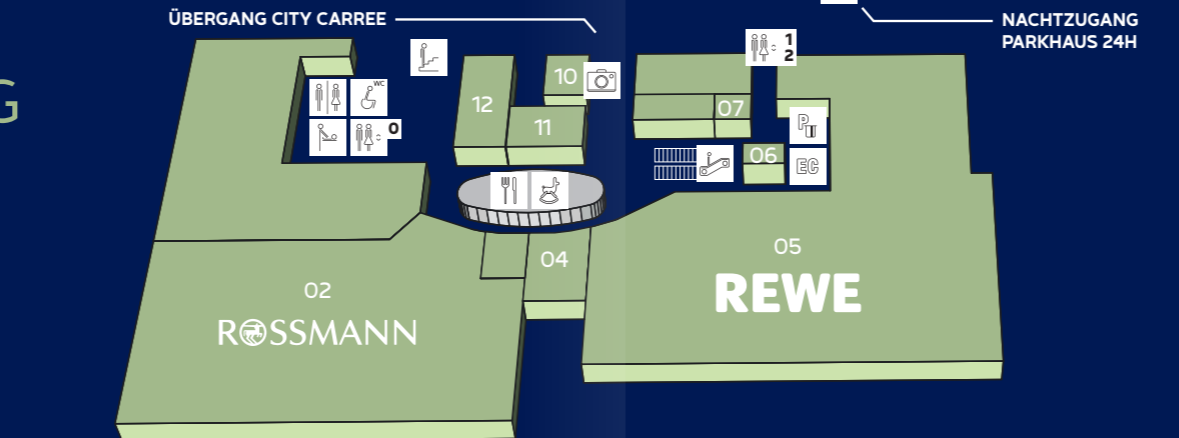 ÜBERGANG CITY CARREE
NACHTZUGANG
PARKHAUS 24H
G
1
2
10
WC
12
07
11
0
P
06
EC
04
05
REWE
02
ROSSMANN